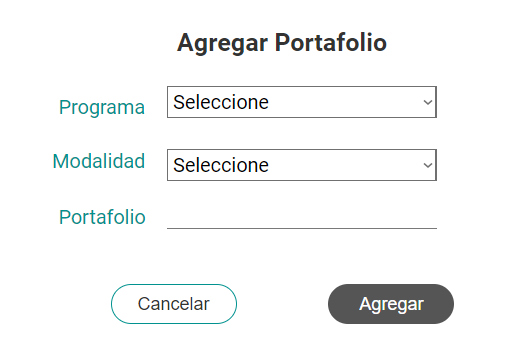 Agregar Portafolio
Programa Seleccione
Modalidad Seleccione
Portafolio
Cancelar Agregar